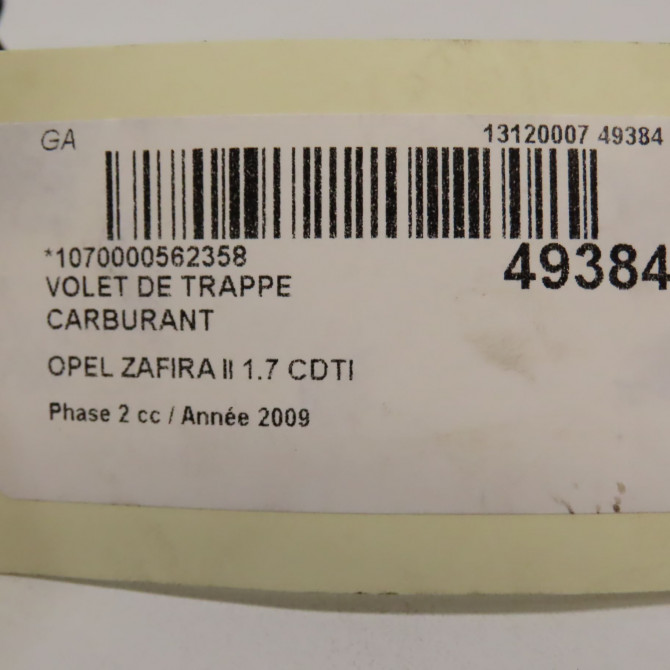 GA
13120007 49384
*1070000562358
49384
VOLET DE TRAPPE
CARBURANT
OPEL ZAFIRA II 1.7 CDTI
Phase 2 cc / Année 2009